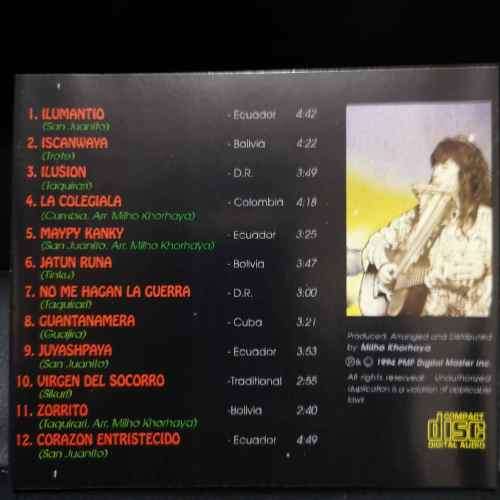 1. ILUMANTIO - Ecuador 4:42
(San Juanito)
2. ISCANWAYA - Bolivia 4:22
(Trote)
3. ILUSION - D.R. 3:49
(Taquirari)
4. LA COLEGIALA - Colombia 4:18
(Cumbia, Arr. Milho Khorhaya)
5. MAYPY KANKY - Ecuador 3:25
(San Juanito, Arr. Milho Khorhaya)
6. JATUN RUNA - Bolivia 3:47
(Tinku)
7. NO ME HAGAN LA GUERRA - D.R. 3:00
(Taquirari)
8. GUANTANAMERA - Cuba 3:21
(Guajira)
9. JUYASHPAYA - Ecuador 3:53
(San Juanito)
10. VIRGEN DEL SOCORRO -Traditional 2:55
(Sikuri)
11. ZORRITO -Bolivia 2:40
(Taquirari, Arr. Milho Khorhaya)
12. CORAZON ENTRISTECIDO - Ecuador 4:49
(San Juanito)
Produced, Arranged and Distributed
by Milho Khorhaya
℗& © 1994 PMP Digital Master Inc.
All rights reserved. Unauthorized
duplication is a violation of applicable
laws
COMPACT
disc
DIGITAL AUDIO